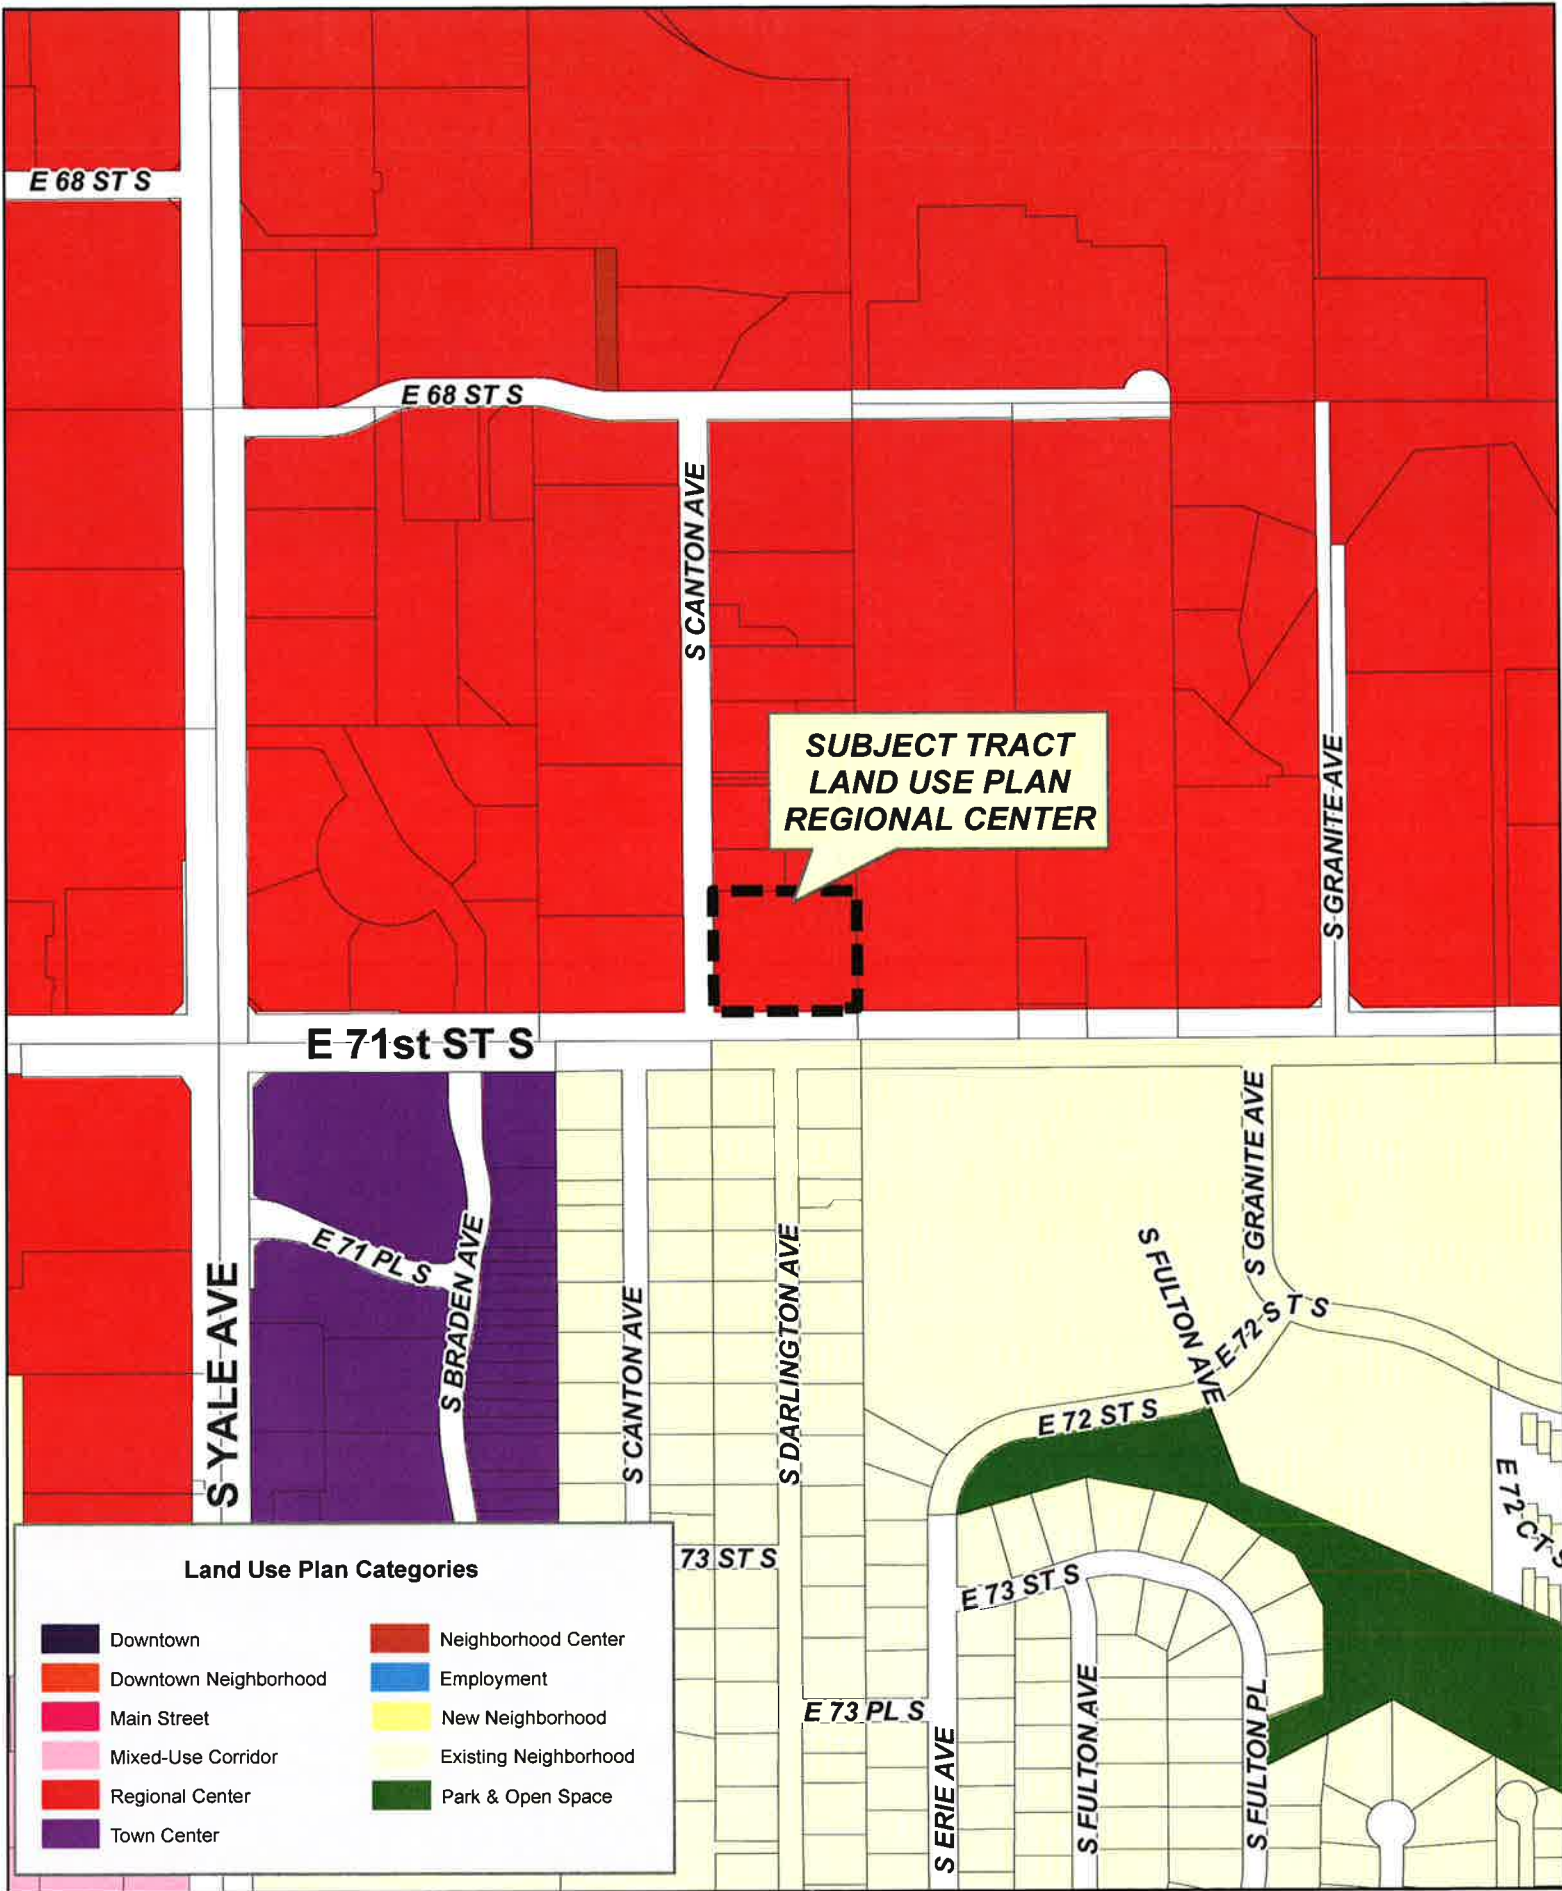 E 68 ST S
E 68 ST S
S CANTON AVE
SUBJECT TRACT
LAND USE PLAN
REGIONAL CENTER
S GRANITE AVE
E 71st ST S
S YALE AVE
E 71 PL S
S BRADEN AVE
S CANTON AVE
S DARLINGTON AVE
S GRANITE AVE
S FULTON AVE
E 72 ST S
E 72 ST S
E 72 CT S
73 ST S
E 73 ST S
E 73 PL S
S ERIE AVE
S FULTON AVE
S FULTON PL
Land Use Plan Categories
Downtown
Downtown Neighborhood
Main Street
Mixed-Use Corridor
Regional Center
Town Center
Neighborhood Center
Employment
New Neighborhood
Existing Neighborhood
Park & Open Space